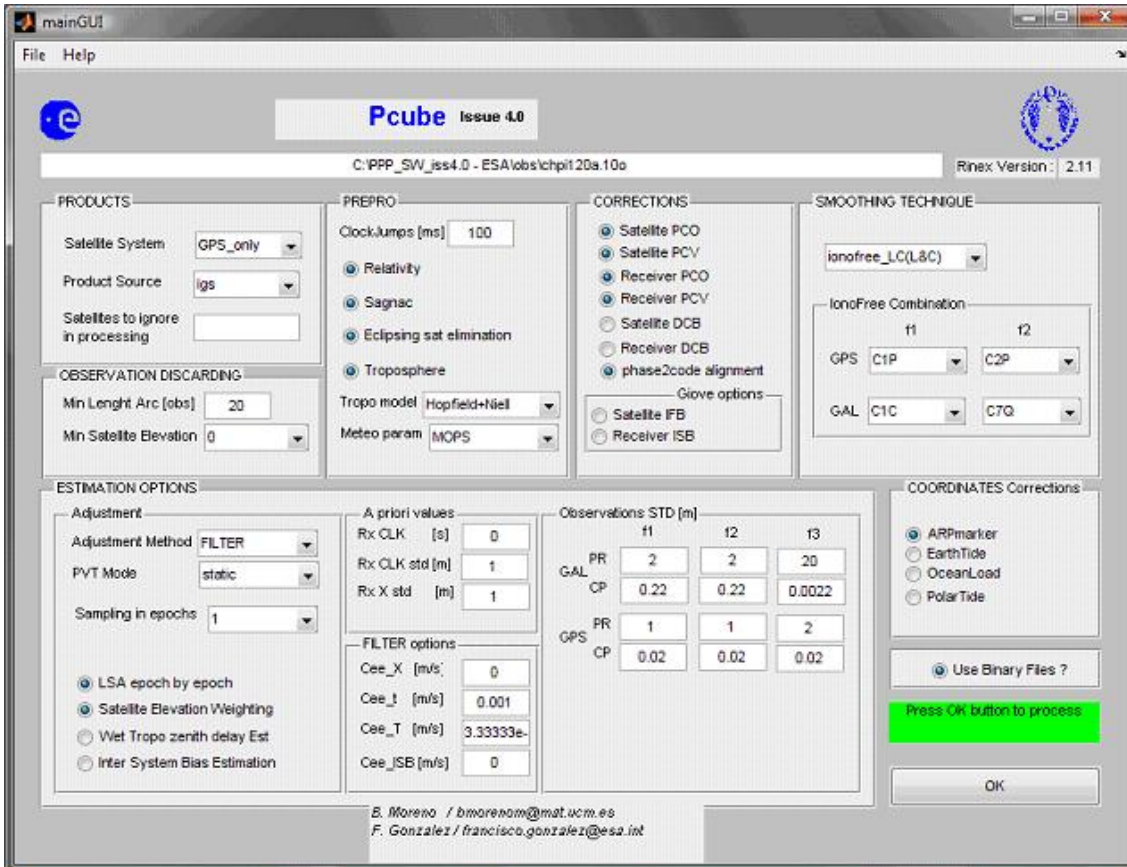 mainGUI
File Help
Pcube Issue 4.0
C:\PPP_SW_iss4.0 - ESA\obs\chpi120a.10o
Rinex Version : 2.11
PRODUCTS
Satellite System GPS_only
Product Source igs
Satellites to ignore
in processing
OBSERVATION DISCARDING
Min Lenght Arc [obs] 20
Min Satellite Elevation 0
PREPRO
ClockJumps [ms] 100
Relativity
Sagnac
Eclipsing sat elimination
Troposphere
Tropo model Hopfield+Niell
Meteo param MOPS
CORRECTIONS
Satellite PCO
Satellite PCV
Receiver PCO
Receiver PCV
Satellite DCB
Receiver DCB
phase2code alignment
Giove options
Satellite IFB
Receiver ISB
SMOOTHING TECHNIQUE
ionofree_LC(L&C)
IonoFree Combination
f1 f2
GPS C1P C2P
GAL C1C C7Q
ESTIMATION OPTIONS
Adjustment
Adjustment Method FILTER
PVT Mode static
Sampling in epochs 1
LSA epoch by epoch
Satellite Elevation Weighting
Wet Tropo zenith delay Est
Inter System Bias Estimation
A priori values
Rx CLK [s] 0
Rx CLK std [m] 1
Rx X std [m] 1
FILTER options
Cee_X [m/s] 0
Cee_t [m/s] 0.001
Cee_T [m/s] 3.33333e-
Cee_ISB [m/s] 0
Observations STD [m]
f1 f2 f3
GAL
PR 2 2 20
CP 0.22 0.22 0.0022
GPS
PR 1 1 2
CP 0.02 0.02 0.02
COORDINATES Corrections
ARPmarker
EarthTide
OceanLoad
PolarTide
Use Binary Files ?
Press OK button to process
OK
B. Moreno / bmorenom@mat.ucm.es
F. Gonzalez / francisco.gonzalez@esa.int